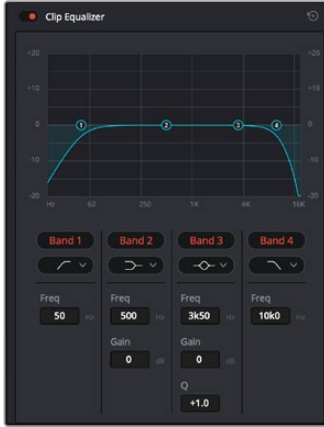 Clip Equalizer
+20 +20
+10 +10
0 1 2 3 4 0
-10 -10
-20 -20
Hz 62 250 1K 4K 16K
Band 1 Band 2 Band 3 Band 4
Freq Freq Freq Freq
50 Hz 500 Hz 3k50 Hz 10k0 Hz
Gain Gain
0 dB 0 dB
Q
+1.0